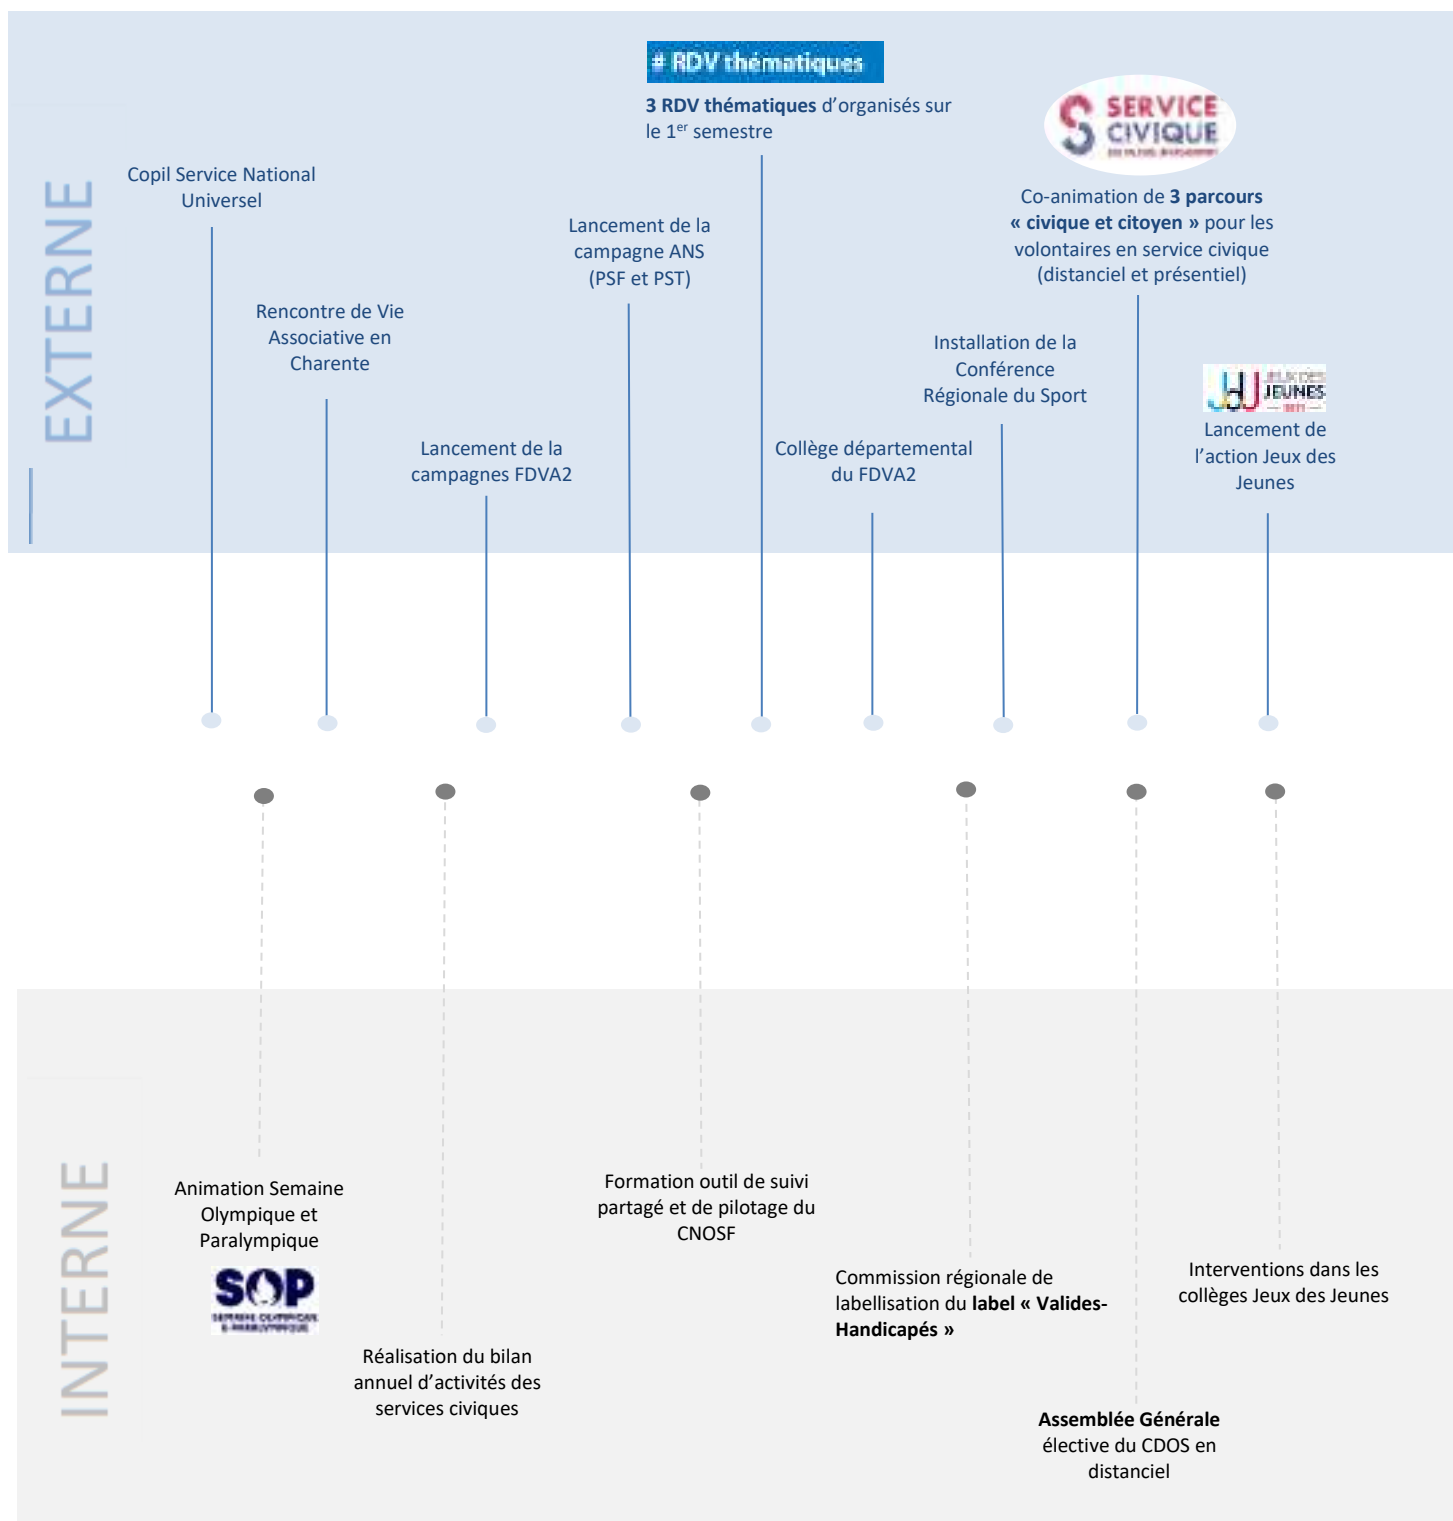 # RDV thématiques
3 RDV thématiques d’organisés sur
le 1er semestre
SERVICE
CIVIQUE
EXTERNE
Copil Service National
Universel
Rencontre de Vie
Associative en
Charente
Lancement de la
campagnes FDVA2
Lancement de la
campagne ANS
(PSF et PST)
Collège départemental
du FDVA2
Installation de la
Conférence
Régionale du Sport
Co-animation de 3 parcours
« civique et citoyen » pour les
volontaires en service civique
(distanciel et présentiel)
JEUX DES
JEUNES
Lancement de
l’action Jeux des
Jeunes
INTERNE
Animation Semaine
Olympique et
Paralympique
SOP
SEMAINE OLYMPIQUE
& PARALYMPIQUE
Réalisation du bilan
annuel d’activités des
services civiques
Formation outil de suivi
partagé et de pilotage du
CNOSF
Commission régionale de
labellisation du label « Valides-
Handicapés »
Assemblée Générale
élective du CDOS en
distanciel
Interventions dans les
collèges Jeux des Jeunes